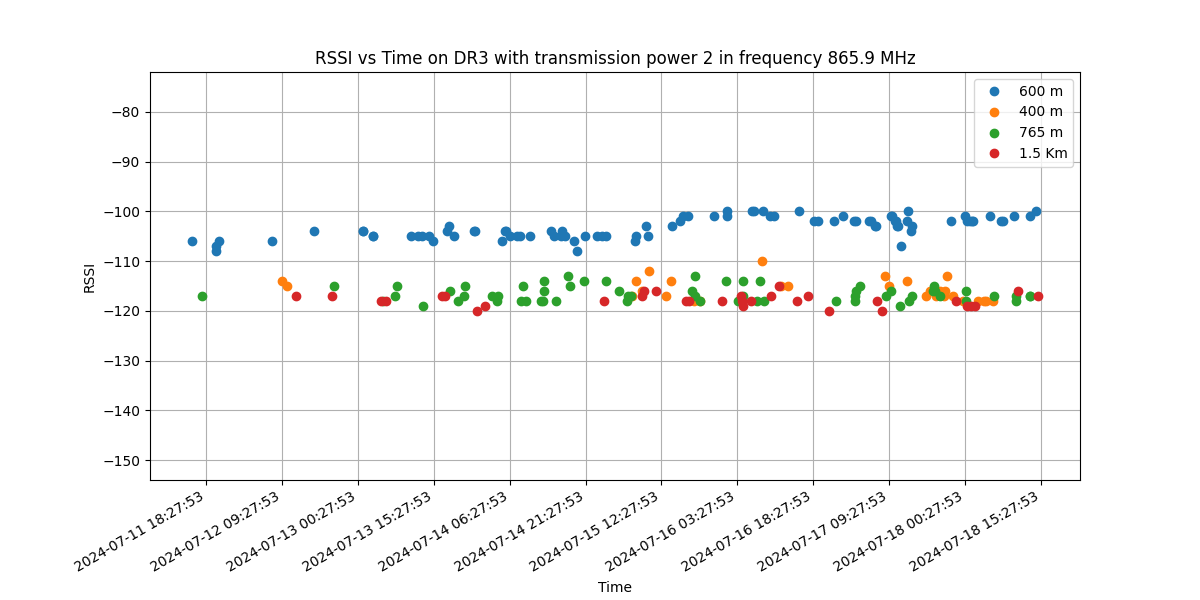 RSSI vs Time on DR3 with transmission power 2 in frequency 865.9 MHz
600 m
400 m
765 m
1.5 Km
−80
−90
−100
−110
−120
−130
−140
−150
RSSI
2024-07-11 18:27:53
2024-07-12 09:27:53
2024-07-13 00:27:53
2024-07-13 15:27:53
2024-07-14 06:27:53
2024-07-14 21:27:53
2024-07-15 12:27:53
2024-07-16 03:27:53
2024-07-16 18:27:53
2024-07-17 09:27:53
2024-07-18 00:27:53
2024-07-18 15:27:53
Time